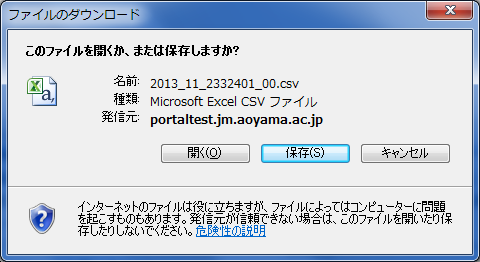 ファイルのダウンロード
このファイルを開くか、または保存しますか?
名前: 2013_11_2332401_00.csv
種類: Microsoft Excel CSV ファイル
発信元: portaltest.jm.aoyama.ac.jp
開く(O) 保存(S) キャンセル
インターネットのファイルは役に立ちますが、ファイルによってはコンピューターに問題
を起こすものもあります。発信元が信頼できない場合は、このファイルを開いたり保
存したりしないでください。危険性の説明